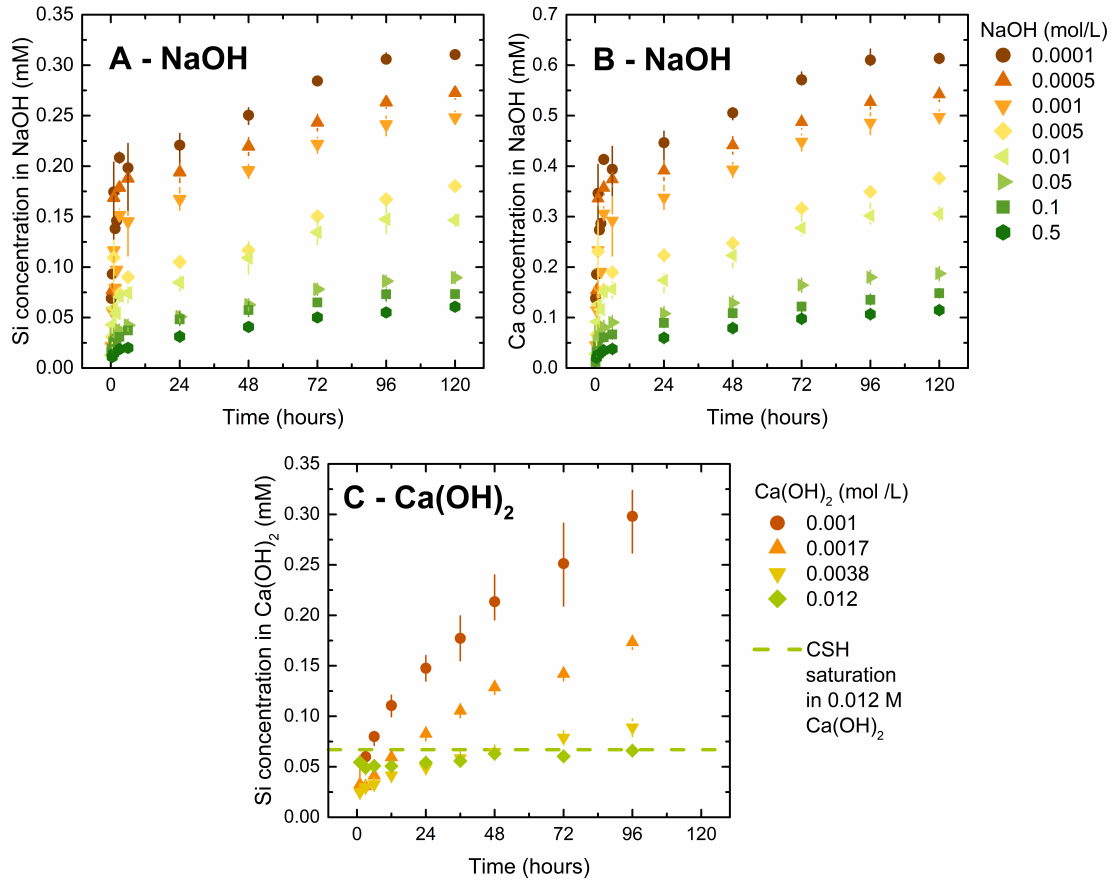 A - NaOH
Si concentration in NaOH (mM)
0.35
0.30
0.25
0.20
0.15
0.10
0.05
0.00
0 24 48 72 96 120
Time (hours)
B - NaOH
Ca concentration in NaOH (mM)
0.7
0.6
0.5
0.4
0.3
0.2
0.1
0.0
0 24 48 72 96 120
Time (hours)
NaOH (mol/L)
0.0001
0.0005
0.001
0.005
0.01
0.05
0.1
0.5
C - Ca(OH)₂
Si concentration in Ca(OH)₂ (mM)
0.35
0.30
0.25
0.20
0.15
0.10
0.05
0.00
0 24 48 72 96 120
Time (hours)
Ca(OH)₂ (mol /L)
0.001
0.0017
0.0038
0.012
CSH
saturation
in 0.012 M
Ca(OH)₂